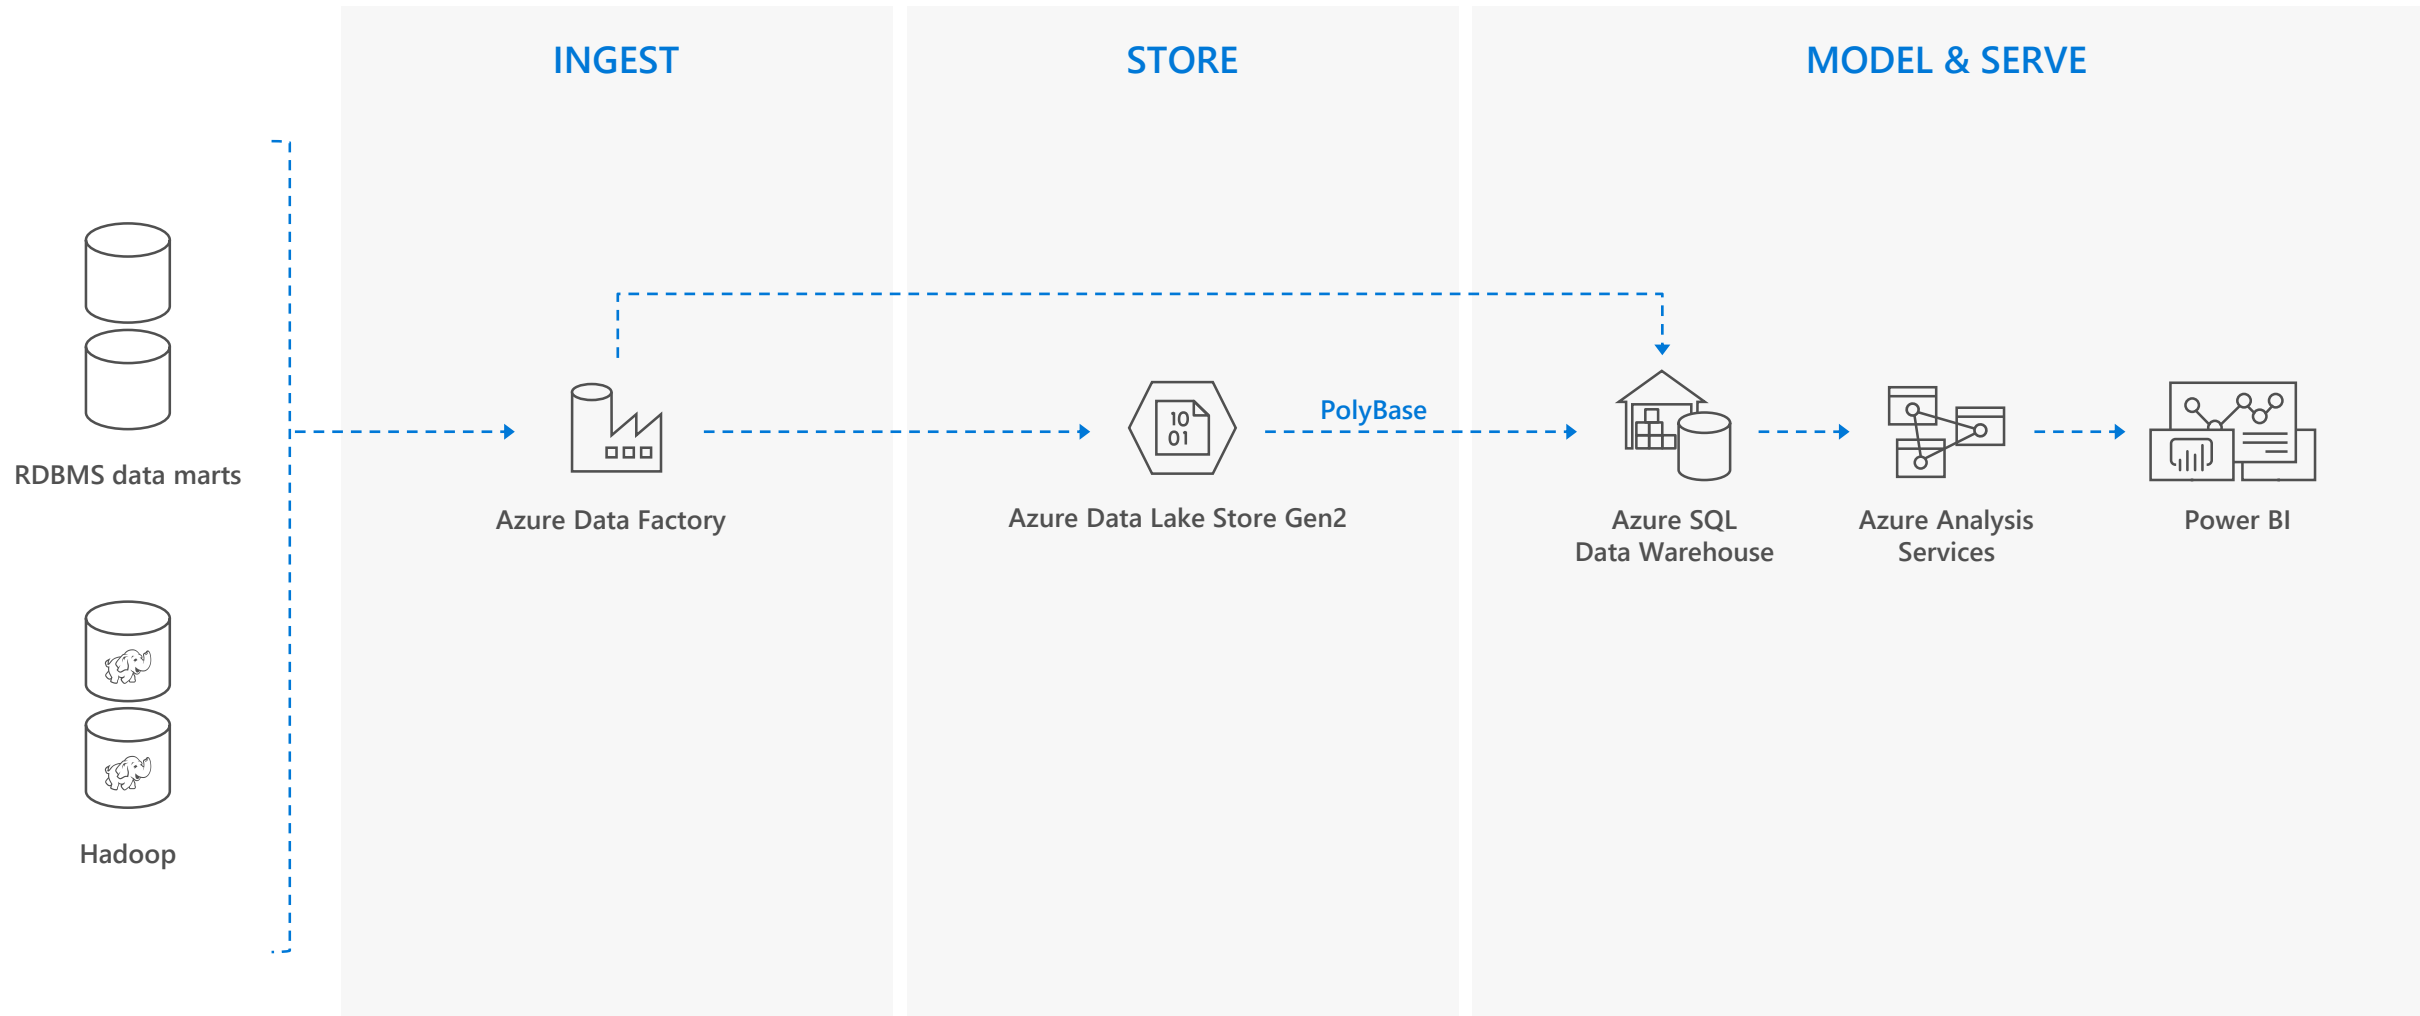 INGEST
STORE
MODEL & SERVE
RDBMS data marts
Hadoop
Azure Data Factory
10
01
Azure Data Lake Store Gen2
PolyBase
Azure SQL
Data Warehouse
Azure Analysis
Services
Power BI